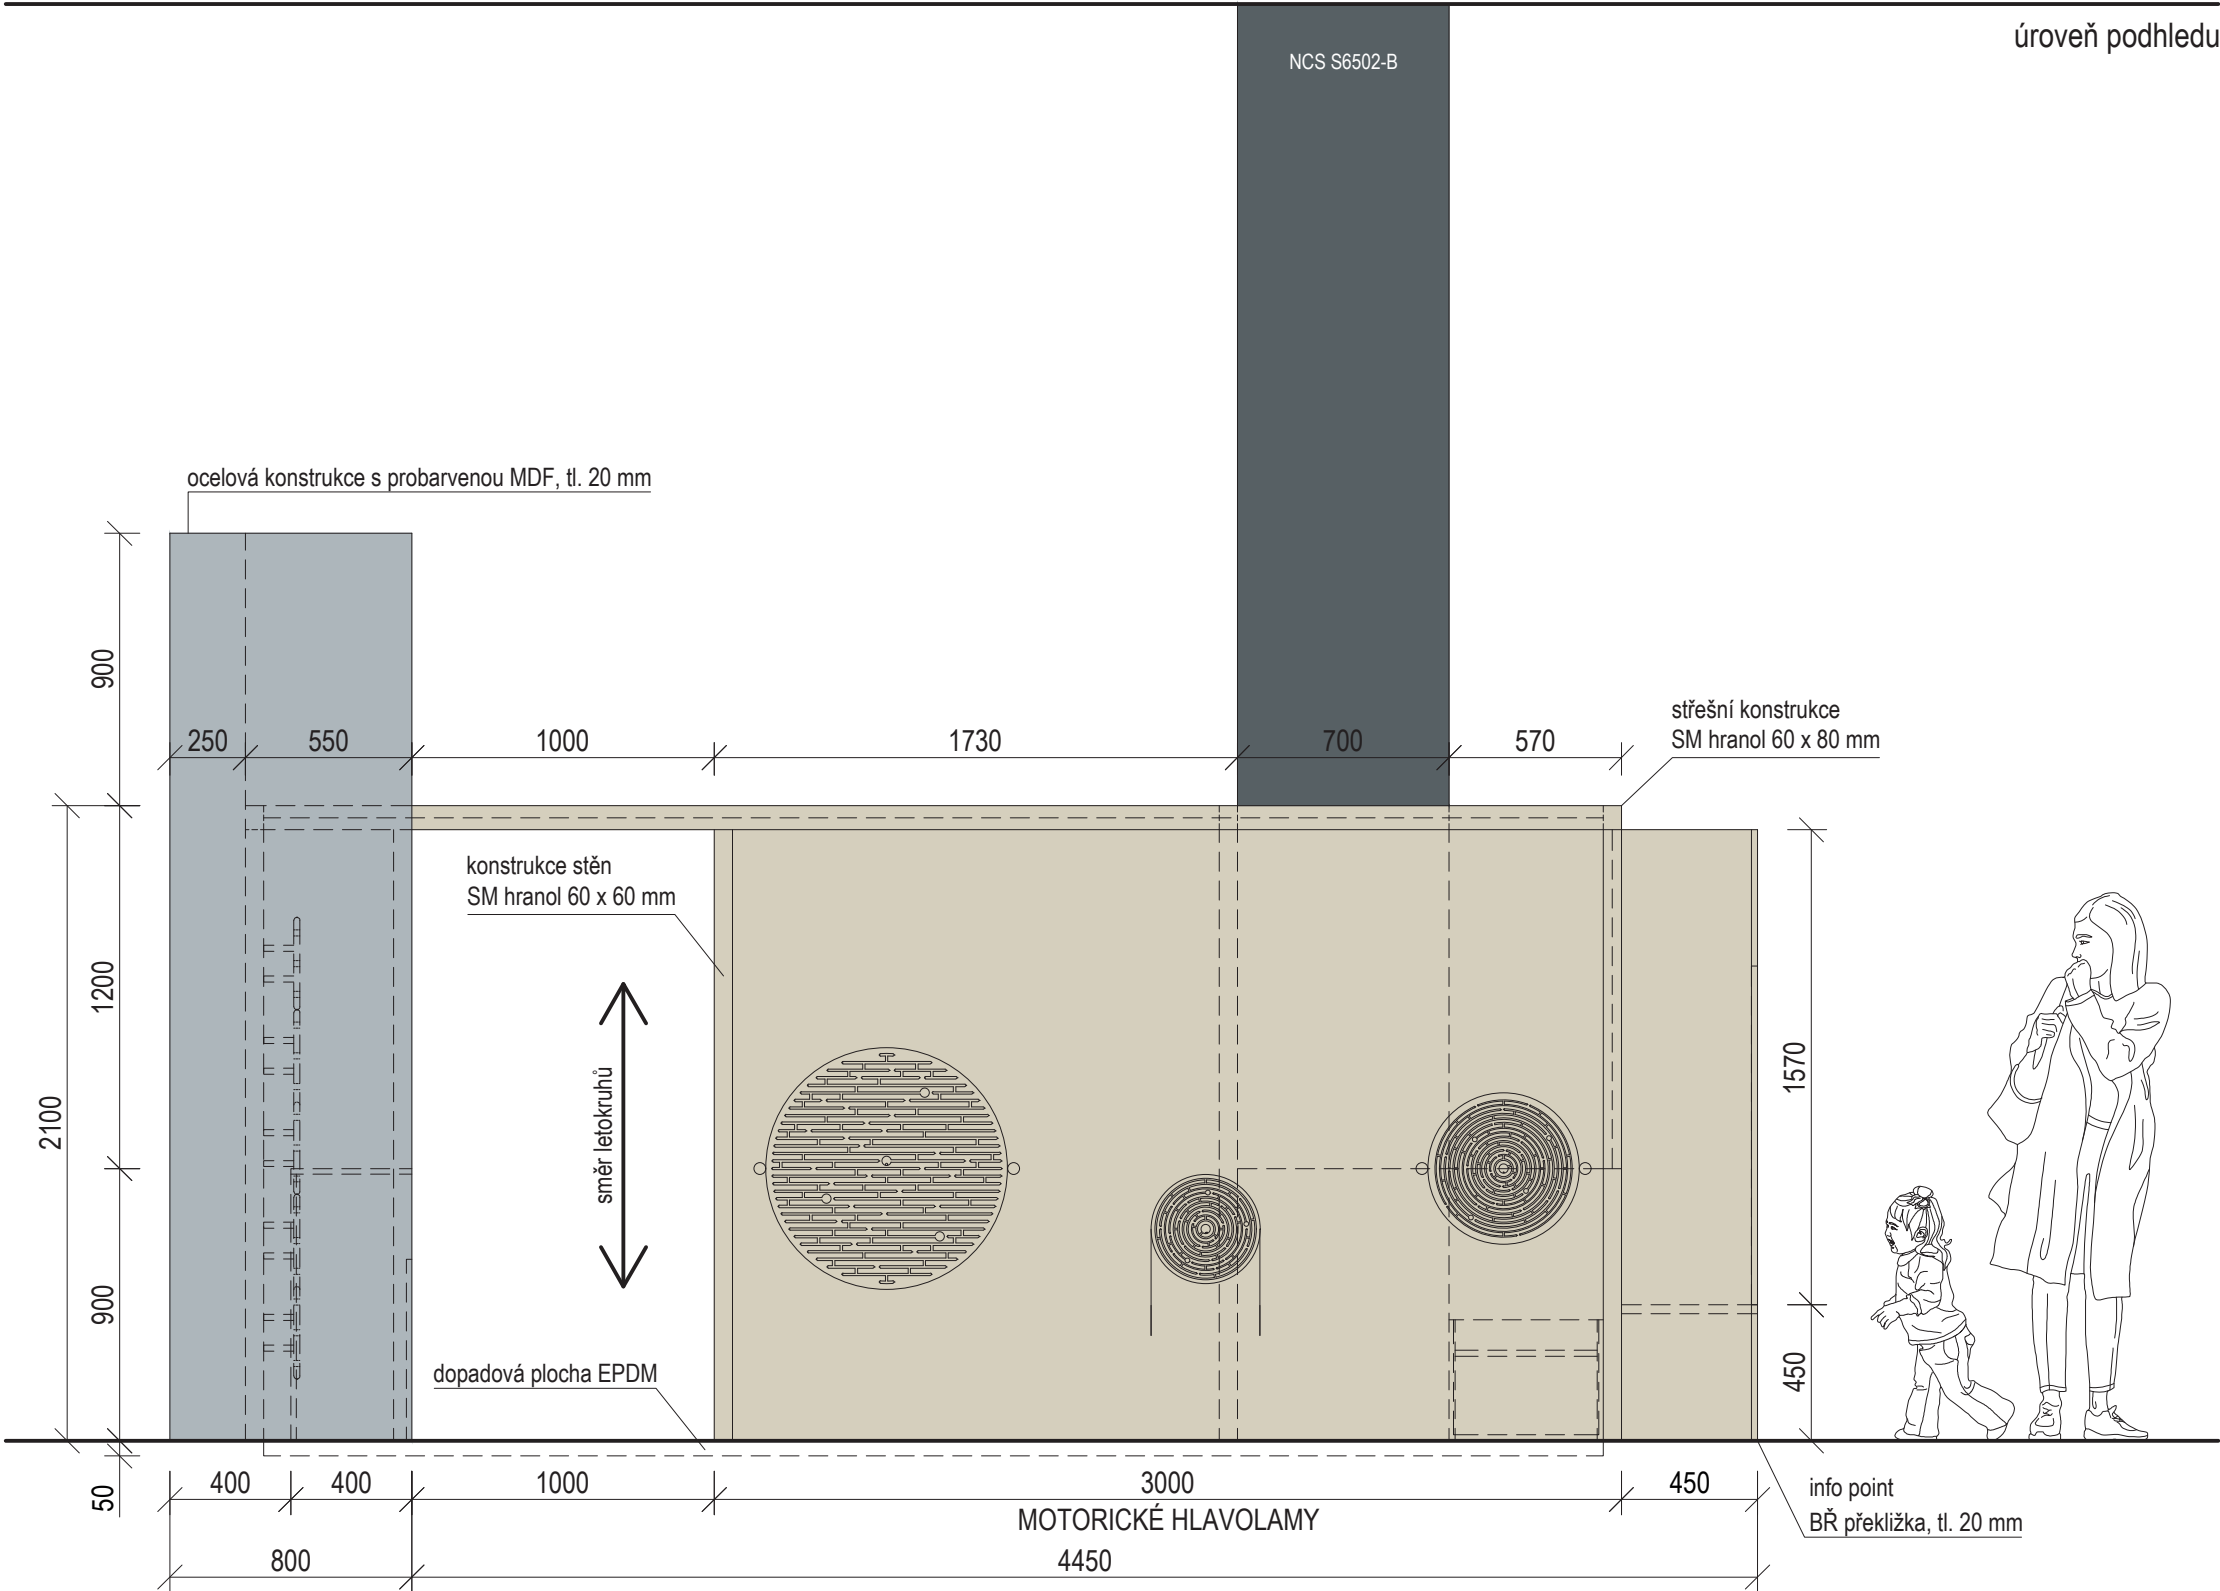 úroveň podhledu
NCS S6502-B
ocelová konstrukce s probarvenou MDF, tl. 20 mm
900
střešní konstrukce
SM hranol 60 x 80 mm
250
550
1000
1730
700
570
konstrukce stěn
SM hranol 60 x 60 mm
1200
2100
směr letokruhů
1570
900
450
dopadová plocha EPDM
50
400
400
1000
3000
450
MOTORICKÉ HLAVOLAMY
info point
BŘ překližka, tl. 20 mm
800
4450